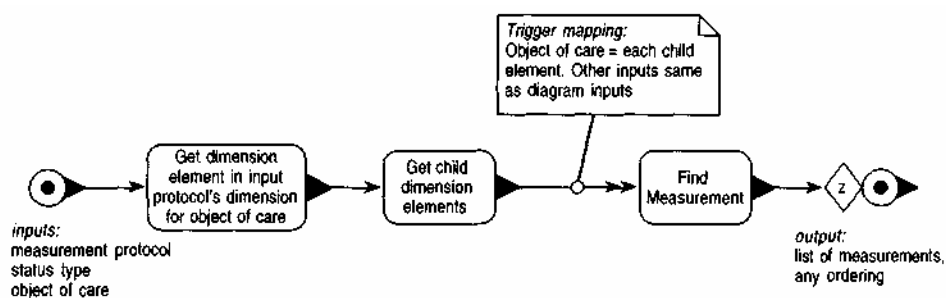 Trigger mapping:
Object of care = each child
element. Other inputs same
as diagram inputs
Get dimension
element in input
protocol's dimension
for object of care
Get child
dimension
elements
Find
Measurement
z
inputs:
measurement protocol
status type
object of care
output:
list of measurements,
any ordering